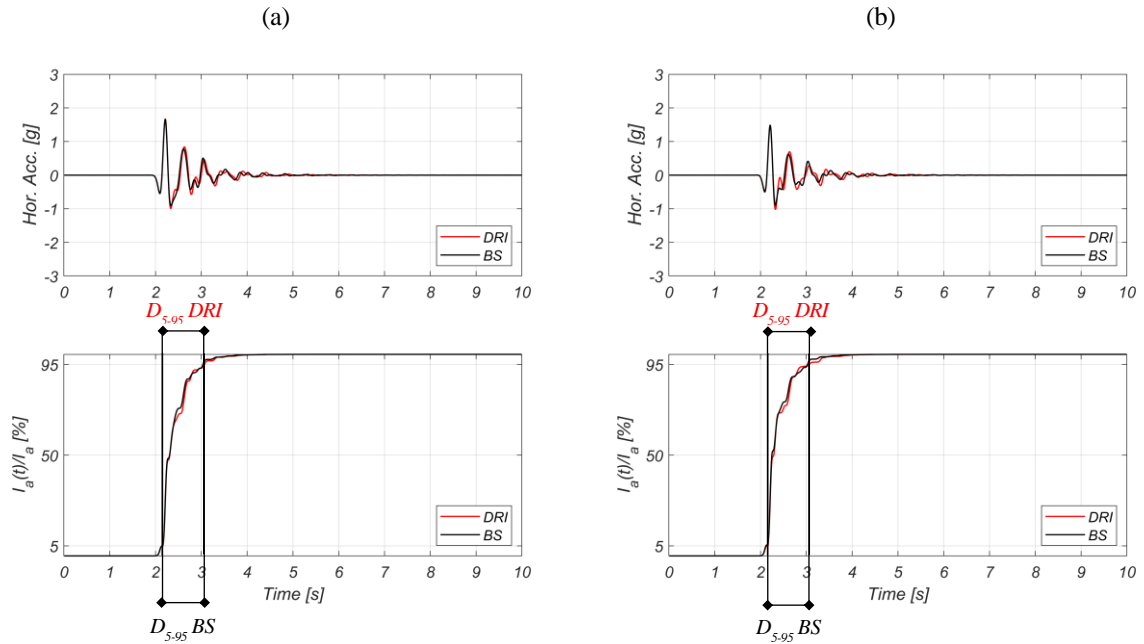 (a)
(b)
Hor. Acc. [g]
3
2
1
0
-1
-2
-3
DRI
BS
0 1 2 3 4 5 6 7 8 9 10
Hor. Acc. [g]
3
2
1
0
-1
-2
-3
DRI
BS
0 1 2 3 4 5 6 7 8 9 10
D5-95 DRI
D5-95 DRI
I_a(t)/I_a [%]
95
50
5
DRI
BS
0 1 2 3 4 5 6 7 8 9 10
Time [s]
I_a(t)/I_a [%]
95
50
5
DRI
BS
0 1 2 3 4 5 6 7 8 9 10
Time [s]
D5-95 BS
D5-95 BS